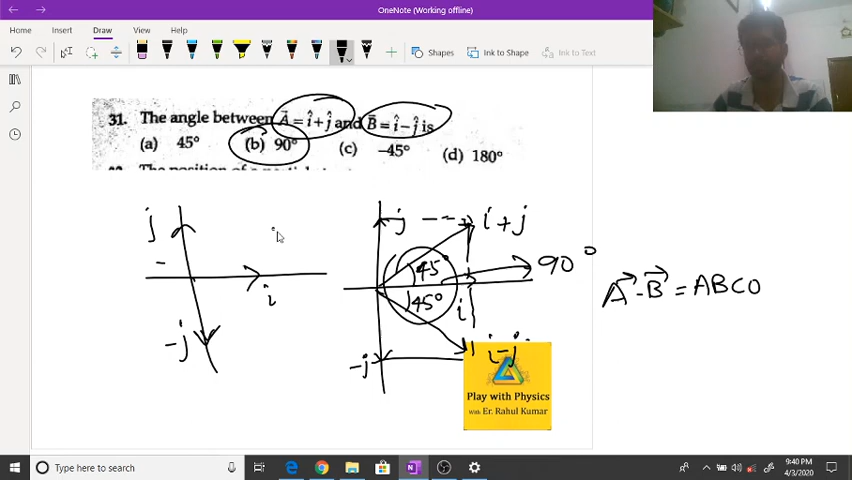 OneNote (Working offline)
Home Insert Draw View Help
Shapes Ink to Shape Ink to Text
31. The angle between A⃗ = î+ĵ and B⃗ = î−ĵ is
(a) 45° (b) 90° (c) −45° (d) 180°
j
i
-j
j
i+j
45°
90°
45°
i
-j
i-j
A⃗ · B⃗ = ABCO
Play with Physics
With Er. Rahul Kumar
Type here to search
9:40 PM
4/3/2020